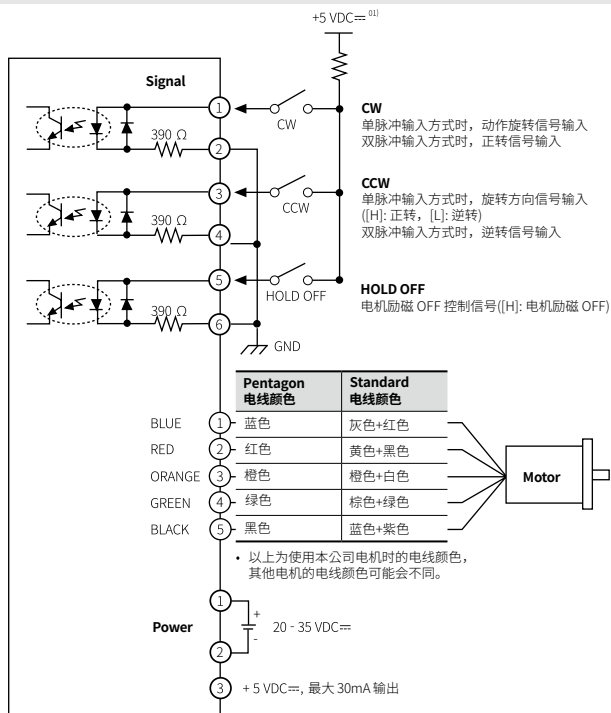 +5 VDC⎓ 01)
Signal
1
CW
390 Ω
2
CW
单脉冲输入方式时，动作旋转信号输入
双脉冲输入方式时，正转信号输入
3
CCW
390 Ω
4
CCW
单脉冲输入方式时，旋转方向信号输入
([H]: 正转，[L]: 逆转)
双脉冲输入方式时，逆转信号输入
5
HOLD OFF
390 Ω
6
HOLD OFF
电机励磁 OFF 控制信号([H]: 电机励磁 OFF)
GND
Pentagon Standard
电线颜色 电线颜色
BLUE 1 蓝色 灰色+红色
RED 2 红色 黄色+黑色
ORANGE 3 橙色 橙色+白色
GREEN 4 绿色 棕色+绿色
BLACK 5 黑色 蓝色+紫色
Motor
• 以上为使用本公司电机时的电线颜色，
其他电机的电线颜色可能会不同。
1
+
Power 20 - 35 VDC⎓
-
2
3 + 5 VDC⎓, 最大 30mA 输出